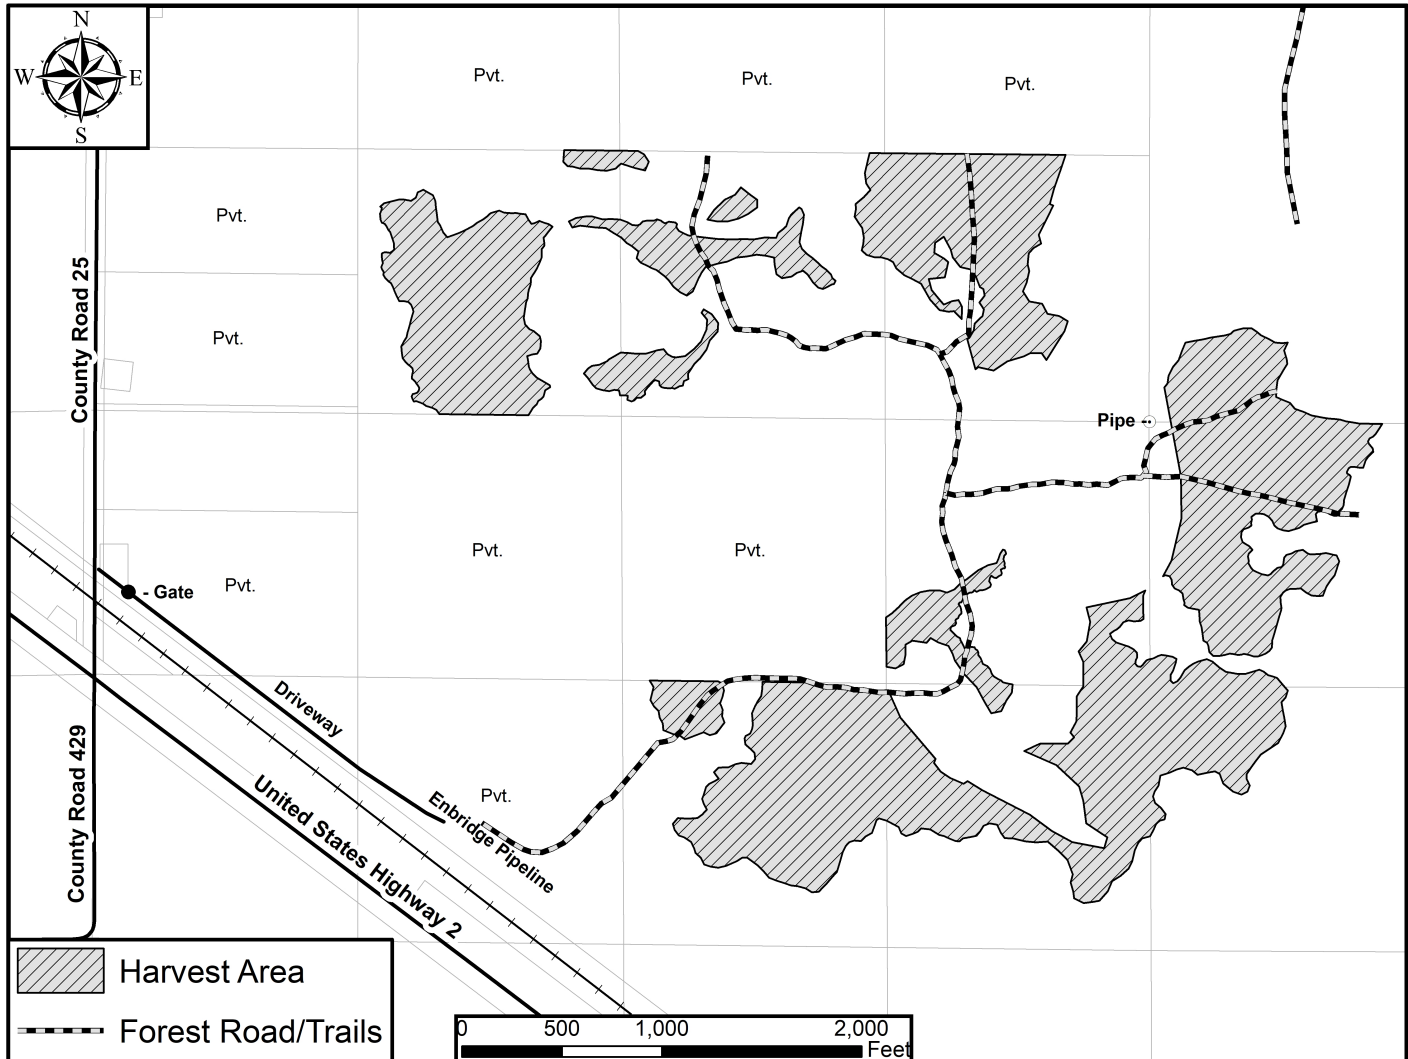 N
W E
S
Pvt.
Pvt.
Pvt.
Pvt.
County Road 25
Pvt.
Pipe -
Pvt.
Pvt.
Pvt.
- Gate
Driveway
County Road 429
United States Highway 2
Enbridge Pipeline
Pvt.
Harvest Area
Forest Road/Trails
0 500 1,000 2,000
Feet